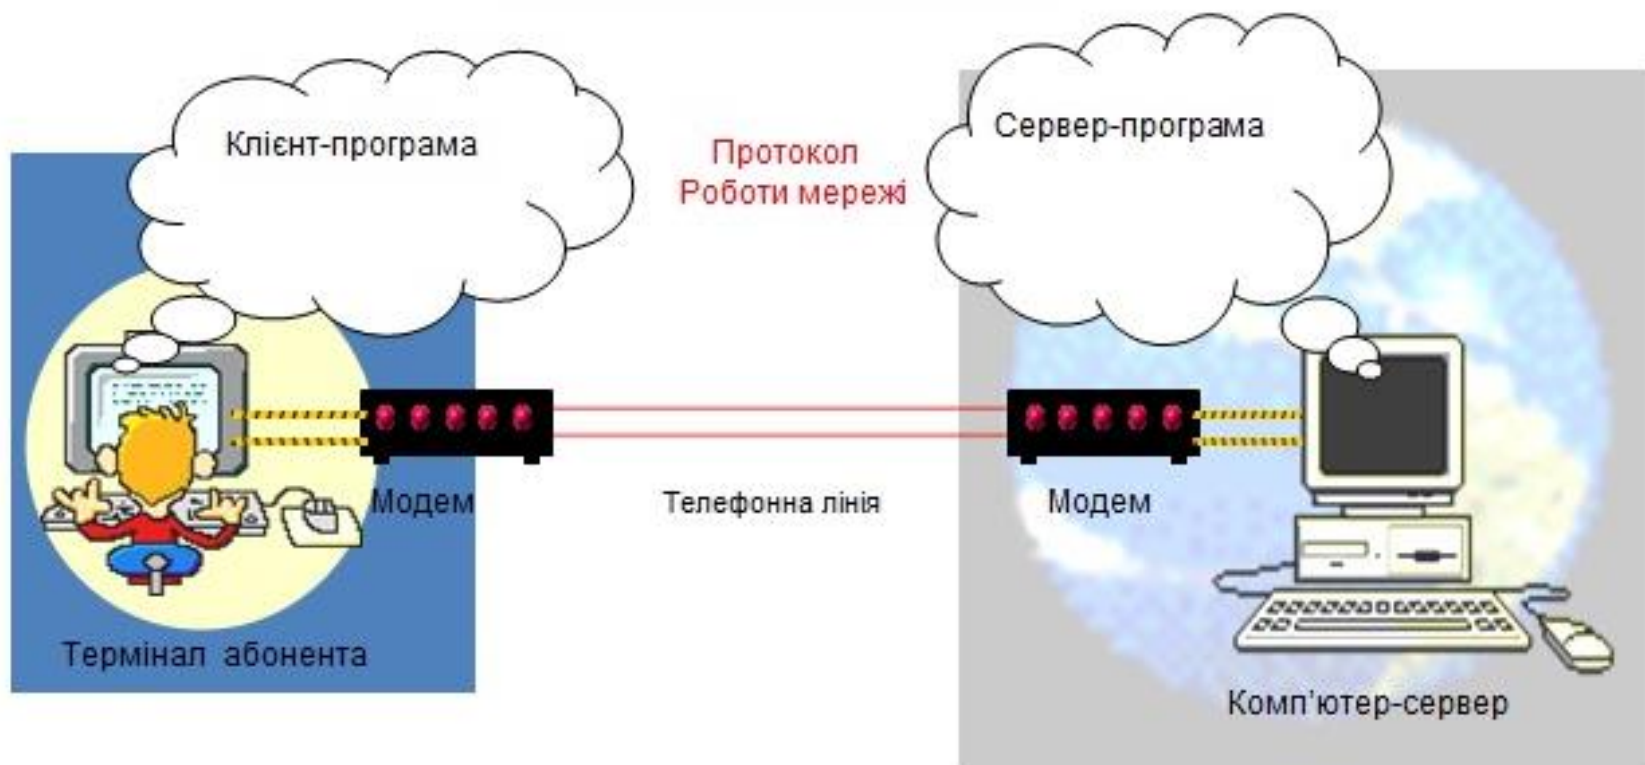 Клієнт-програма
Протокол
Роботи мережі
Сервер-програма
Модем
Телефонна лінія
Модем
Термінал абонента
Комп'ютер-сервер